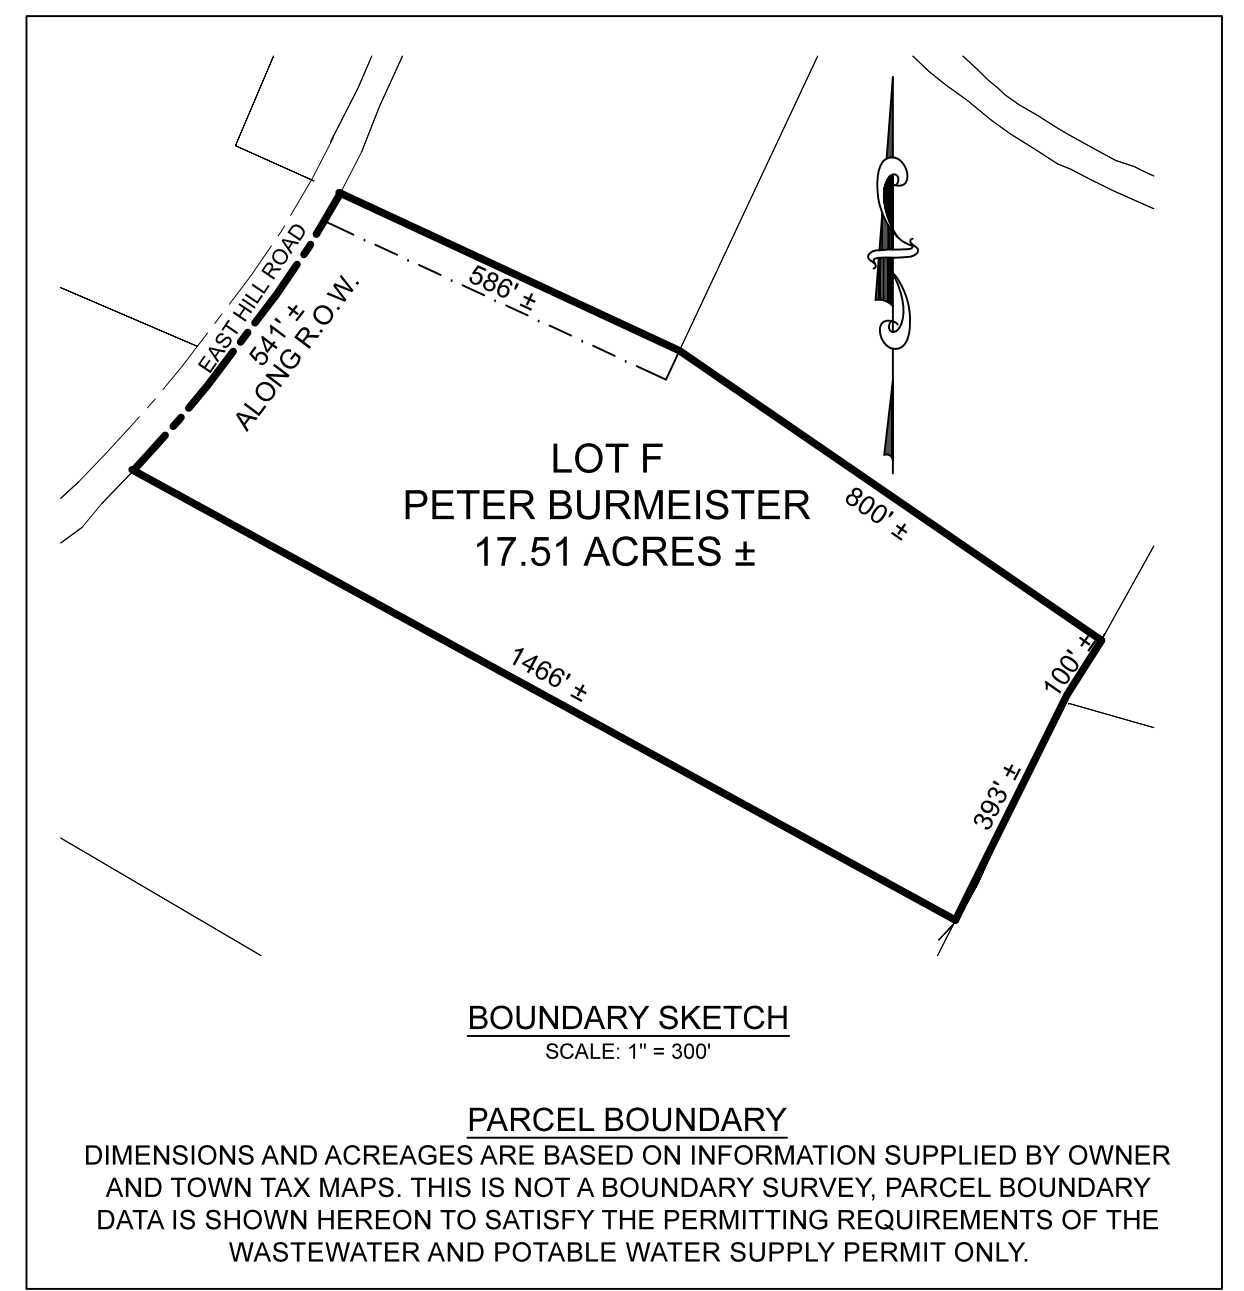 EAST HILL ROAD
541' ±
ALONG R.O.W.
586' ±
LOT F
PETER BURMEISTER
17.51 ACRES ±
800' ±
100' ±
1466' ±
393' ±
BOUNDARY SKETCH
SCALE: 1" = 300'
PARCEL BOUNDARY
DIMENSIONS AND ACREAGES ARE BASED ON INFORMATION SUPPLIED BY OWNER
AND TOWN TAX MAPS. THIS IS NOT A BOUNDARY SURVEY, PARCEL BOUNDARY
DATA IS SHOWN HEREON TO SATISFY THE PERMITTING REQUIREMENTS OF THE
WASTEWATER AND POTABLE WATER SUPPLY PERMIT ONLY.